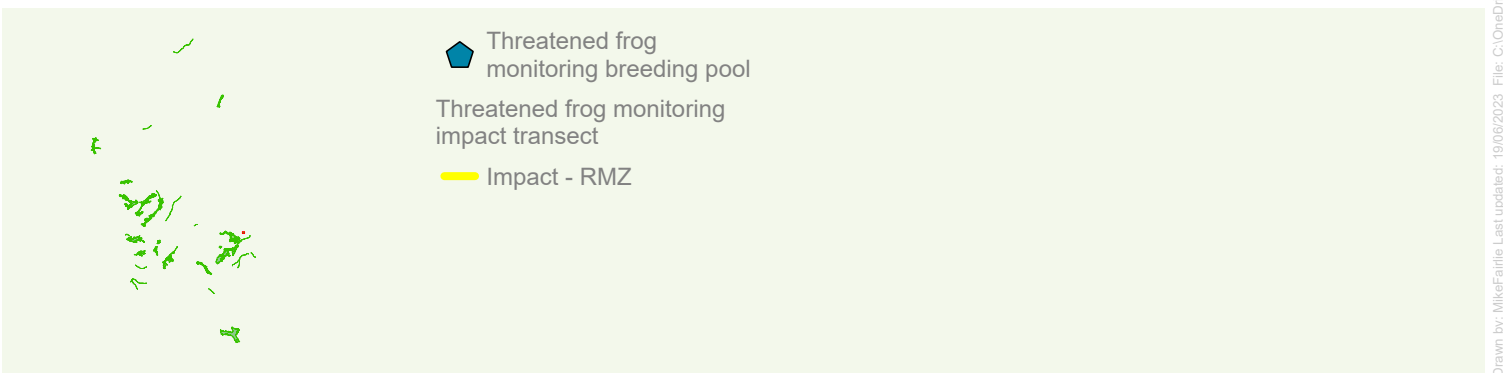 Threatened frog
monitoring breeding pool
Threatened frog monitoring
impact transect
Impact - RMZ
Drawn by: MikeFairlie Last updated: 19/06/2023 File: C:\OneDr